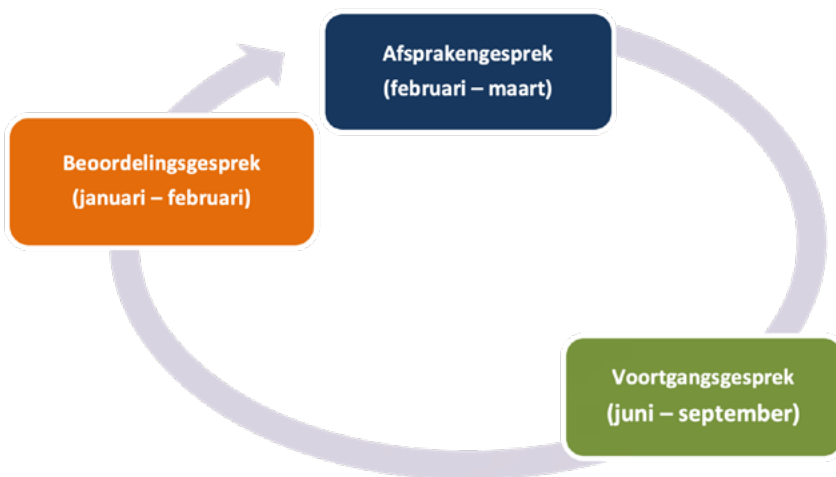 Afsprakengesprek
(februari – maart)
Beoordelingsgesprek
(januari – februari)
Voortgangsgesprek
(juni – september)